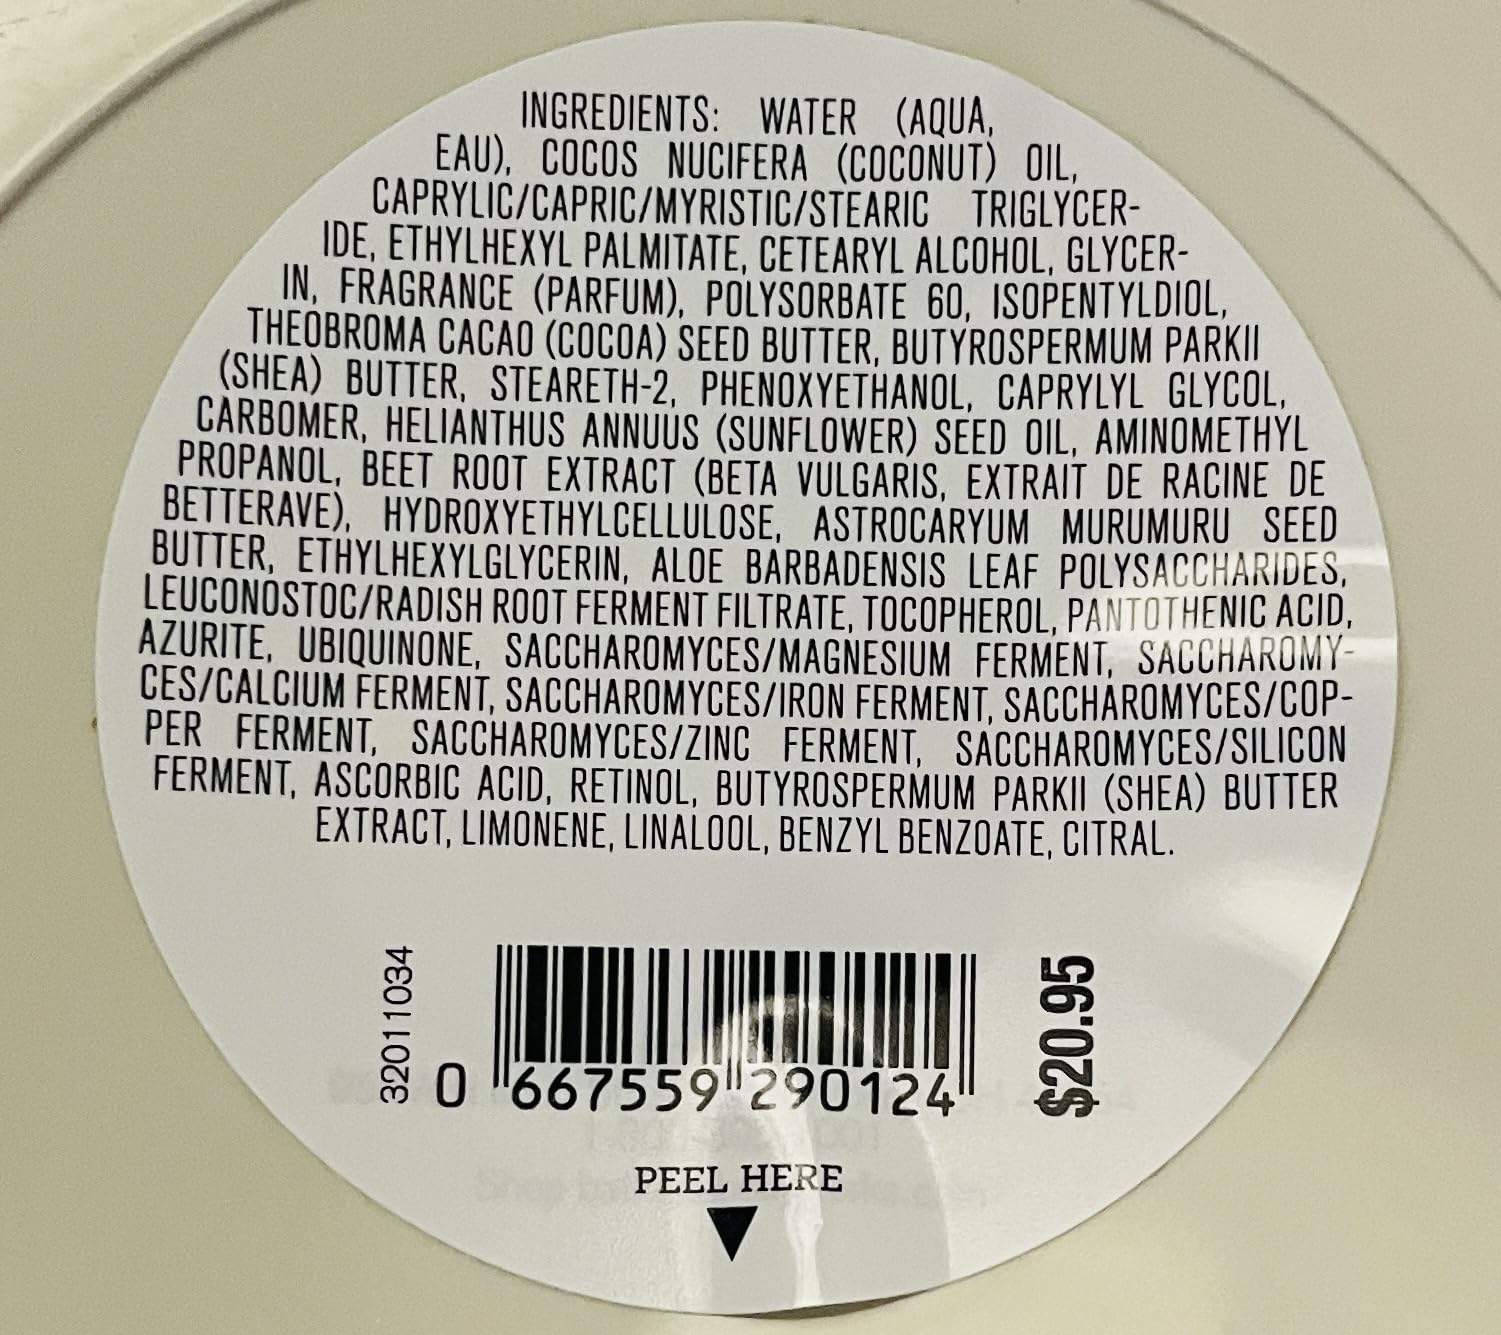 INGREDIENTS: WATER (AQUA,
EAU), COCOS NUCIFERA (COCONUT) OIL,
CAPRYLIC/CAPRIC/MYRISTIC/STEARIC TRIGLYCER-
IDE, ETHYLHEXYL PALMITATE, CETEARYL ALCOHOL, GLYCER-
IN, FRAGRANCE (PARFUM), POLYSORBATE 60, ISOPENTYLDIOL,
THEOBROMA CACAO (COCOA) SEED BUTTER, BUTYROSPERMUM PARKII
(SHEA) BUTTER, STEARETH-2, PHENOXYETHANOL, CAPRYLYL GLYCOL,
CARBOMER, HELIANTHUS ANNUUS (SUNFLOWER) SEED OIL, AMINOMETHYL
PROPANOL, BEET ROOT EXTRACT (BETA VULGARIS, EXTRAIT DE RACINE DE
BETTERAVE), HYDROXYETHYLCELLULOSE, ASTROCARYUM MURUMURU SEED
BUTTER, ETHYLHEXYLGLYCERIN, ALOE BARBADENSIS LEAF POLYSACCHARIDES,
LEUCONOSTOC/RADISH ROOT FERMENT FILTRATE, TOCOPHEROL, PANTOTHENIC ACID,
AZURITE, UBIQUINONE, SACCHAROMYCES/MAGNESIUM FERMENT, SACCHAROMY-
CES/CALCIUM FERMENT, SACCHAROMYCES/IRON FERMENT, SACCHAROMYCES/COP-
PER FERMENT, SACCHAROMYCES/ZINC FERMENT, SACCHAROMYCES/SILICON
FERMENT, ASCORBIC ACID, RETINOL, BUTYROSPERMUM PARKII (SHEA) BUTTER
EXTRACT, LIMONENE, LINALOOL, BENZYL BENZOATE, CITRAL.
32011034
0 667559 290124
$20.95
PEEL HERE